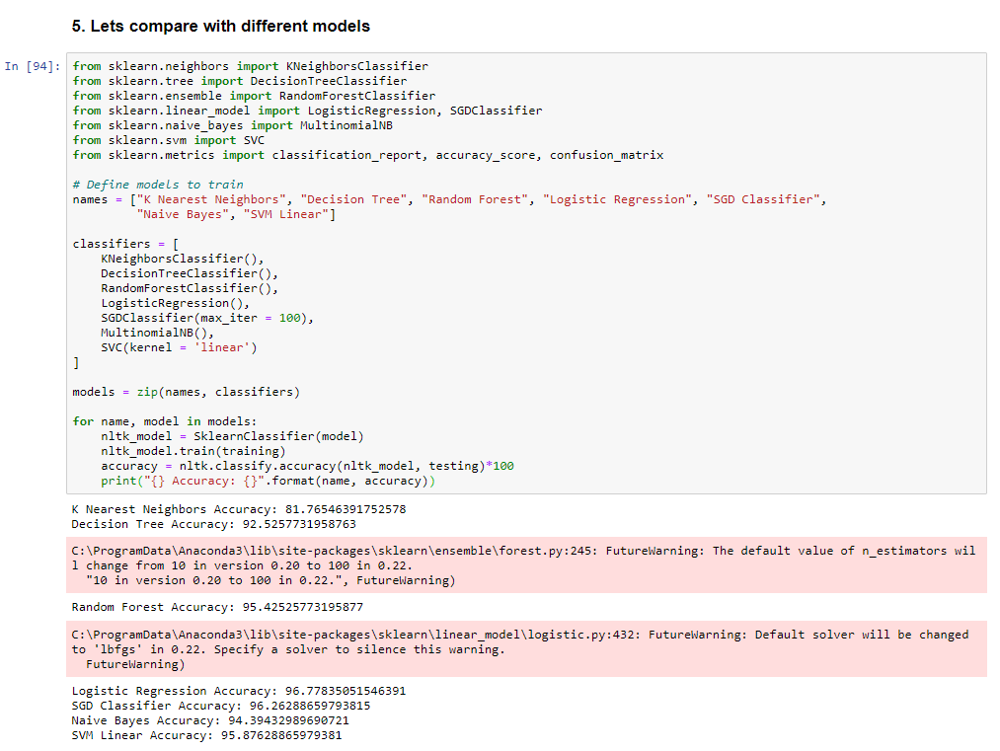 5. Lets compare with different models
In [94]:
from sklearn.neighbors import KNeighborsClassifier
from sklearn.tree import DecisionTreeClassifier
from sklearn.ensemble import RandomForestClassifier
from sklearn.linear_model import LogisticRegression, SGDClassifier
from sklearn.naive_bayes import MultinomialNB
from sklearn.svm import SVC
from sklearn.metrics import classification_report, accuracy_score, confusion_matrix
# Define models to train
names = ["K Nearest Neighbors", "Decision Tree", "Random Forest", "Logistic Regression", "SGD Classifier",
         "Naive Bayes", "SVM Linear"]
classifiers = [
    KNeighborsClassifier(),
    DecisionTreeClassifier(),
    RandomForestClassifier(),
    LogisticRegression(),
    SGDClassifier(max_iter = 100),
    MultinomialNB(),
    SVC(kernel = 'linear')
]
models = zip(names, classifiers)
for name, model in models:
    nltk_model = SklearnClassifier(model)
    nltk_model.train(training)
    accuracy = nltk.classify.accuracy(nltk_model, testing)*100
    print("{} Accuracy: {}".format(name, accuracy))
K Nearest Neighbors Accuracy: 81.76546391752578
Decision Tree Accuracy: 92.5257731958763
C:\ProgramData\Anaconda3\lib\site-packages\sklearn\ensemble\forest.py:245: FutureWarning: The default value of n_estimators wil
l change from 10 in version 0.20 to 100 in 0.22.
  "10 in version 0.20 to 100 in 0.22.", FutureWarning)
Random Forest Accuracy: 95.42525773195877
C:\ProgramData\Anaconda3\lib\site-packages\sklearn\linear_model\logistic.py:432: FutureWarning: Default solver will be changed
to 'lbfgs' in 0.22. Specify a solver to silence this warning.
  FutureWarning)
Logistic Regression Accuracy: 96.77835051546391
SGD Classifier Accuracy: 96.26288659793815
Naive Bayes Accuracy: 94.39432989690721
SVM Linear Accuracy: 95.87628865979381